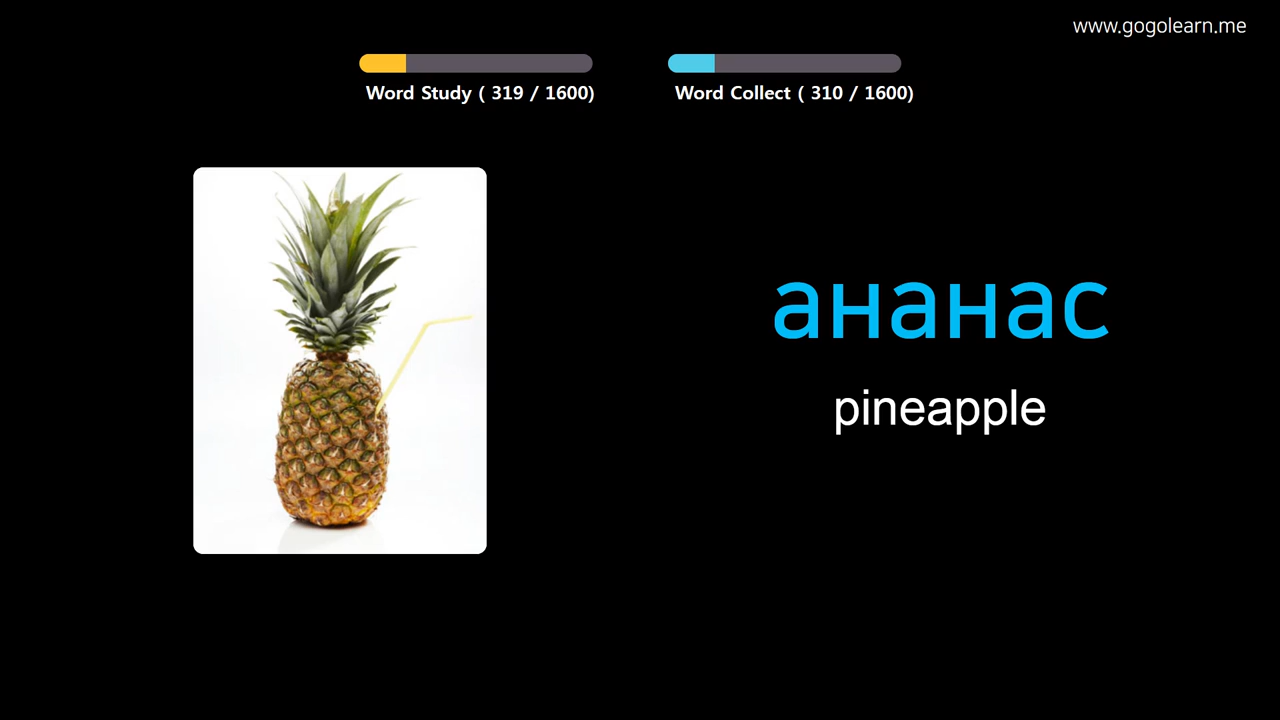 www.gogolearn.me
Word Study ( 319 / 1600)
Word Collect ( 310 / 1600)
ананас
pineapple